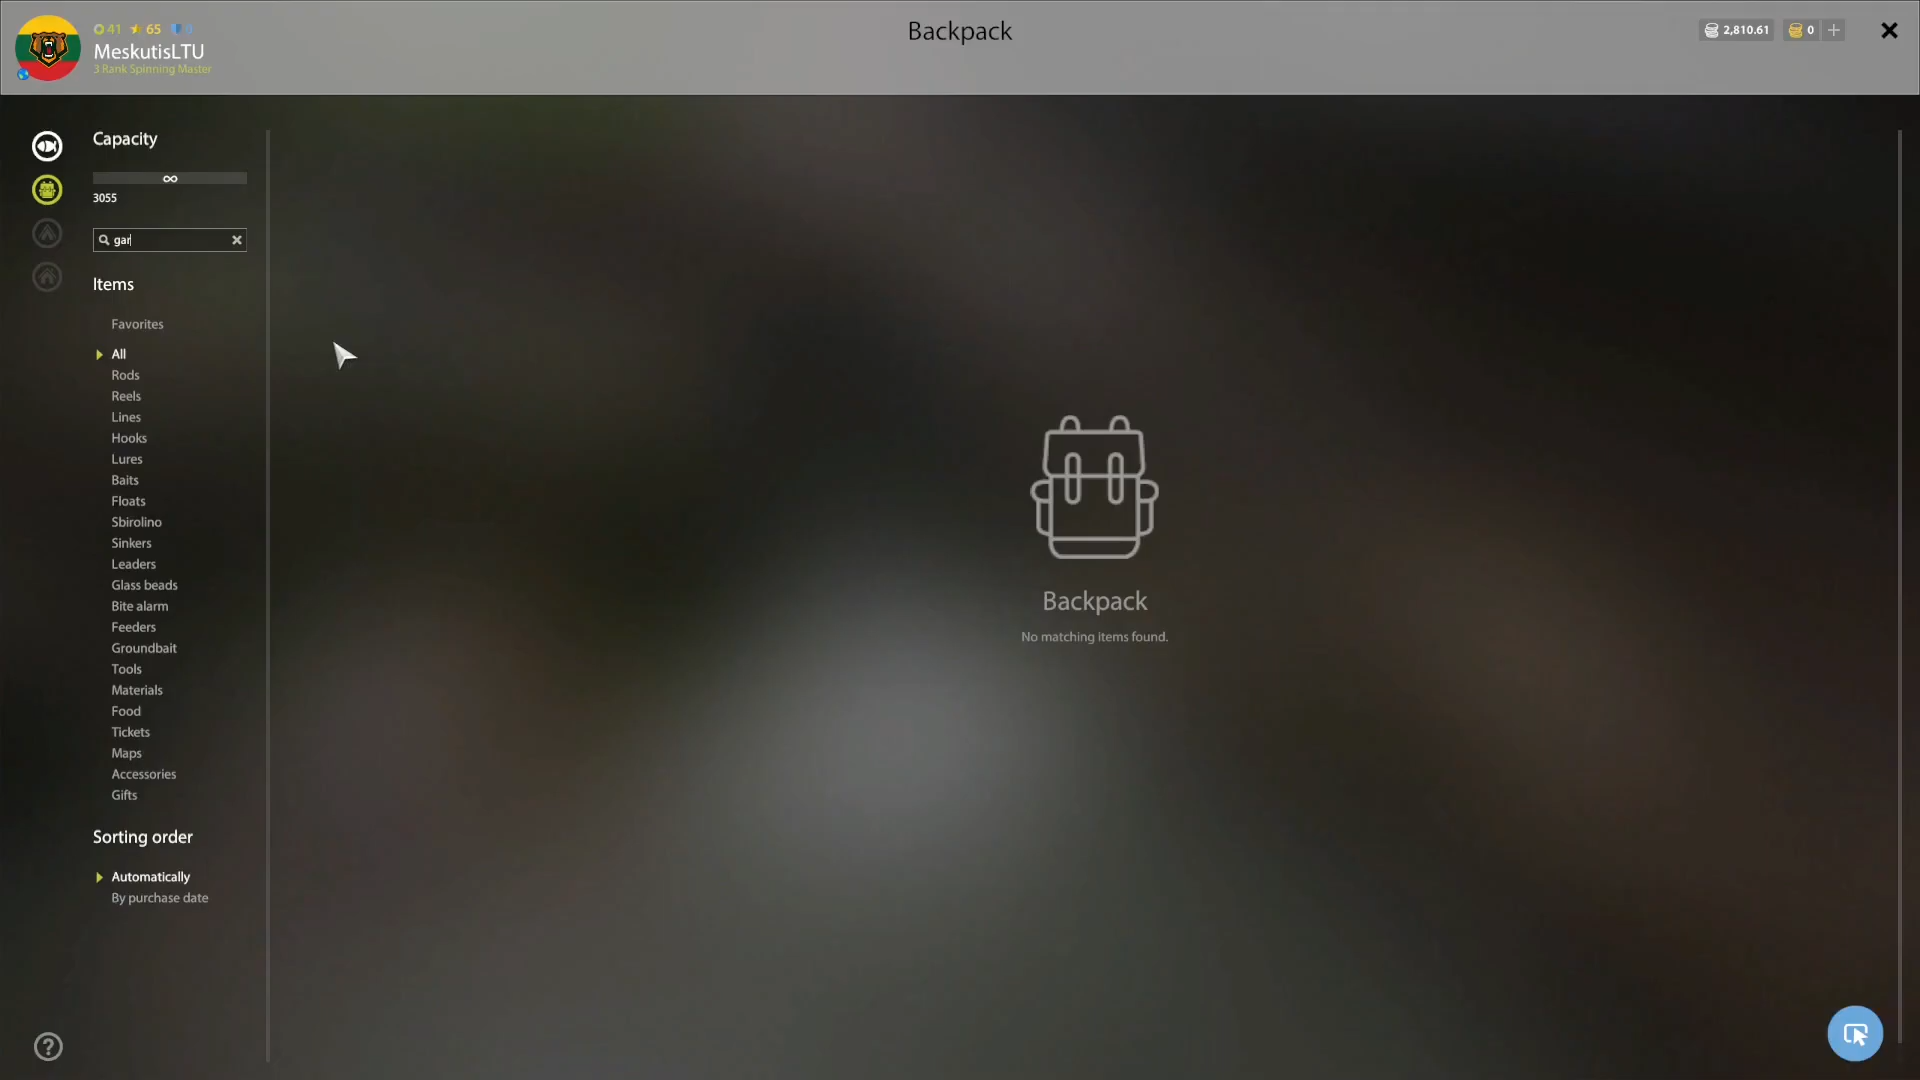 41 65 0
MeskutisLTU
3 Rank Spinning Master
Backpack
2,810.61
0
Capacity
∞
3055
gar
Items
Favorites
All
Rods
Reels
Lines
Hooks
Lures
Baits
Floats
Sbirolino
Sinkers
Leaders
Glass beads
Bite alarm
Feeders
Groundbait
Tools
Materials
Food
Tickets
Maps
Accessories
Gifts
Sorting order
Automatically
By purchase date
Backpack
No matching items found.